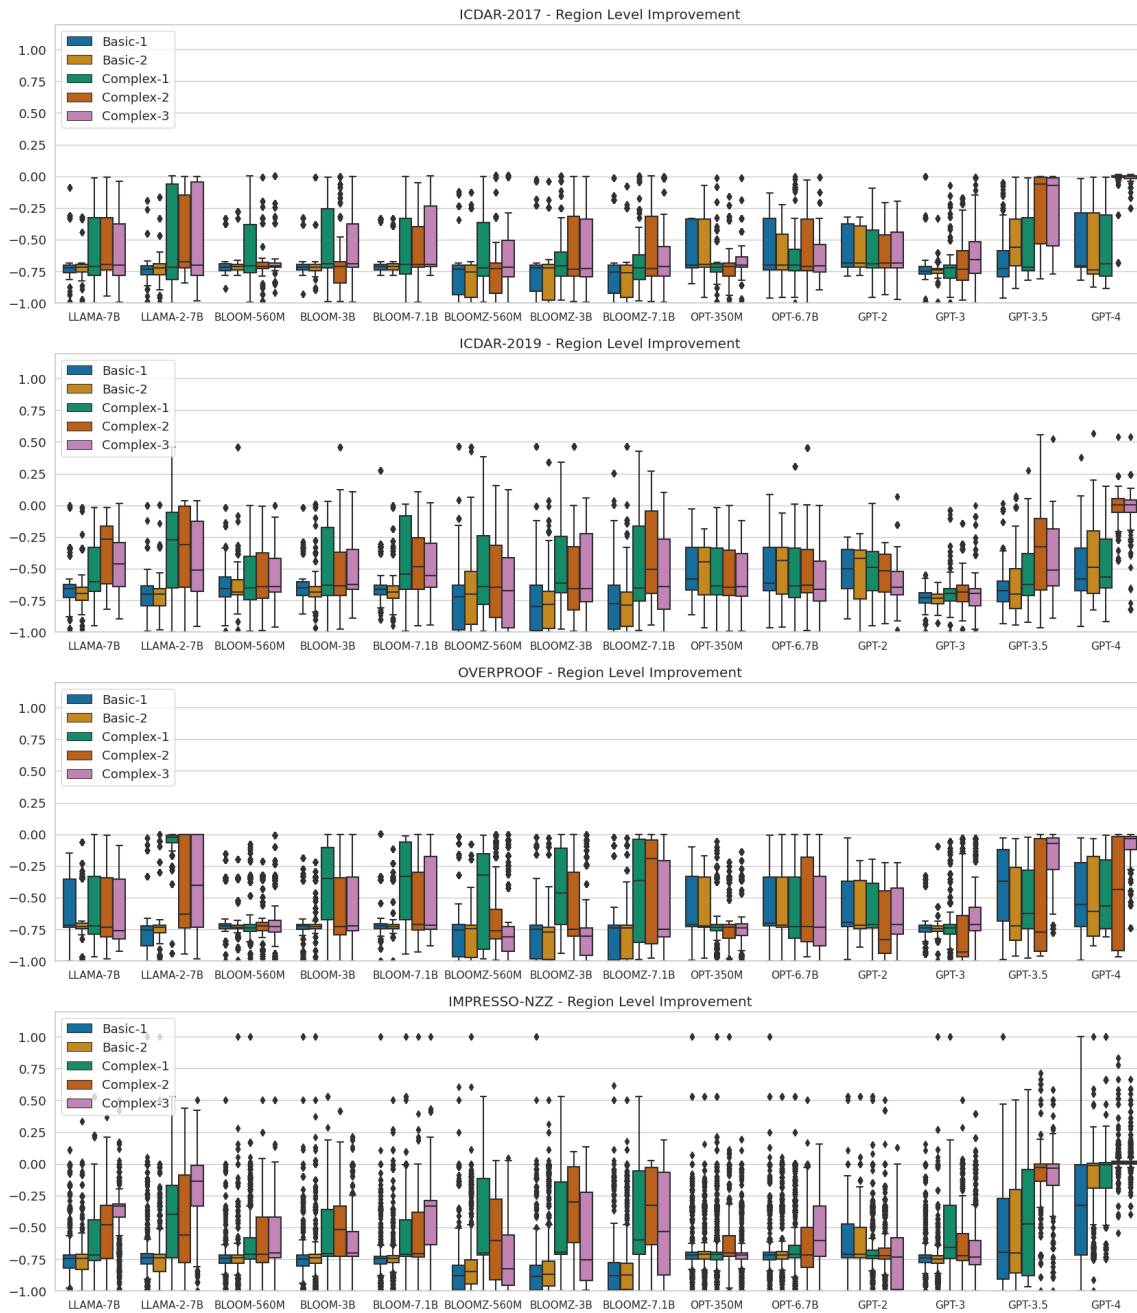 ICDAR-2017 - Region Level Improvement
Basic-1
Basic-2
Complex-1
Complex-2
Complex-3
1.00
0.75
0.50
0.25
0.00
−0.25
−0.50
−0.75
−1.00
LLAMA-7B LLAMA-2-7B BLOOM-560M BLOOM-3B BLOOM-7.1B BLOOMZ-560M BLOOMZ-3B BLOOMZ-7.1B OPT-350M OPT-6.7B GPT-2 GPT-3 GPT-3.5 GPT-4
ICDAR-2019 - Region Level Improvement
Basic-1
Basic-2
Complex-1
Complex-2
Complex-3
1.00
0.75
0.50
0.25
0.00
−0.25
−0.50
−0.75
−1.00
LLAMA-7B LLAMA-2-7B BLOOM-560M BLOOM-3B BLOOM-7.1B BLOOMZ-560M BLOOMZ-3B BLOOMZ-7.1B OPT-350M OPT-6.7B GPT-2 GPT-3 GPT-3.5 GPT-4
OVERPROOF - Region Level Improvement
Basic-1
Basic-2
Complex-1
Complex-2
Complex-3
1.00
0.75
0.50
0.25
0.00
−0.25
−0.50
−0.75
−1.00
LLAMA-7B LLAMA-2-7B BLOOM-560M BLOOM-3B BLOOM-7.1B BLOOMZ-560M BLOOMZ-3B BLOOMZ-7.1B OPT-350M OPT-6.7B GPT-2 GPT-3 GPT-3.5 GPT-4
IMPRESSO-NZZ - Region Level Improvement
Basic-1
Basic-2
Complex-1
Complex-2
Complex-3
1.00
0.75
0.50
0.25
0.00
−0.25
−0.50
−0.75
−1.00
LLAMA-7B LLAMA-2-7B BLOOM-560M BLOOM-3B BLOOM-7.1B BLOOMZ-560M BLOOMZ-3B BLOOMZ-7.1B OPT-350M OPT-6.7B GPT-2 GPT-3 GPT-3.5 GPT-4